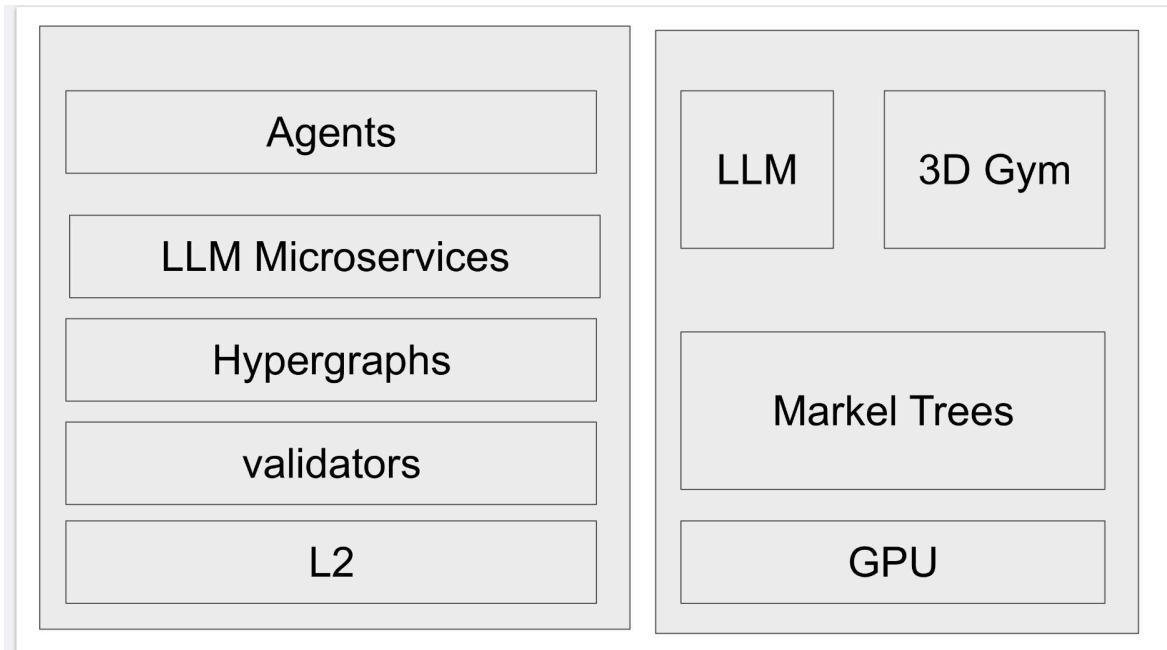 Agents
LLM Microservices
Hypergraphs
validators
L2
LLM
3D Gym
Markel Trees
GPU